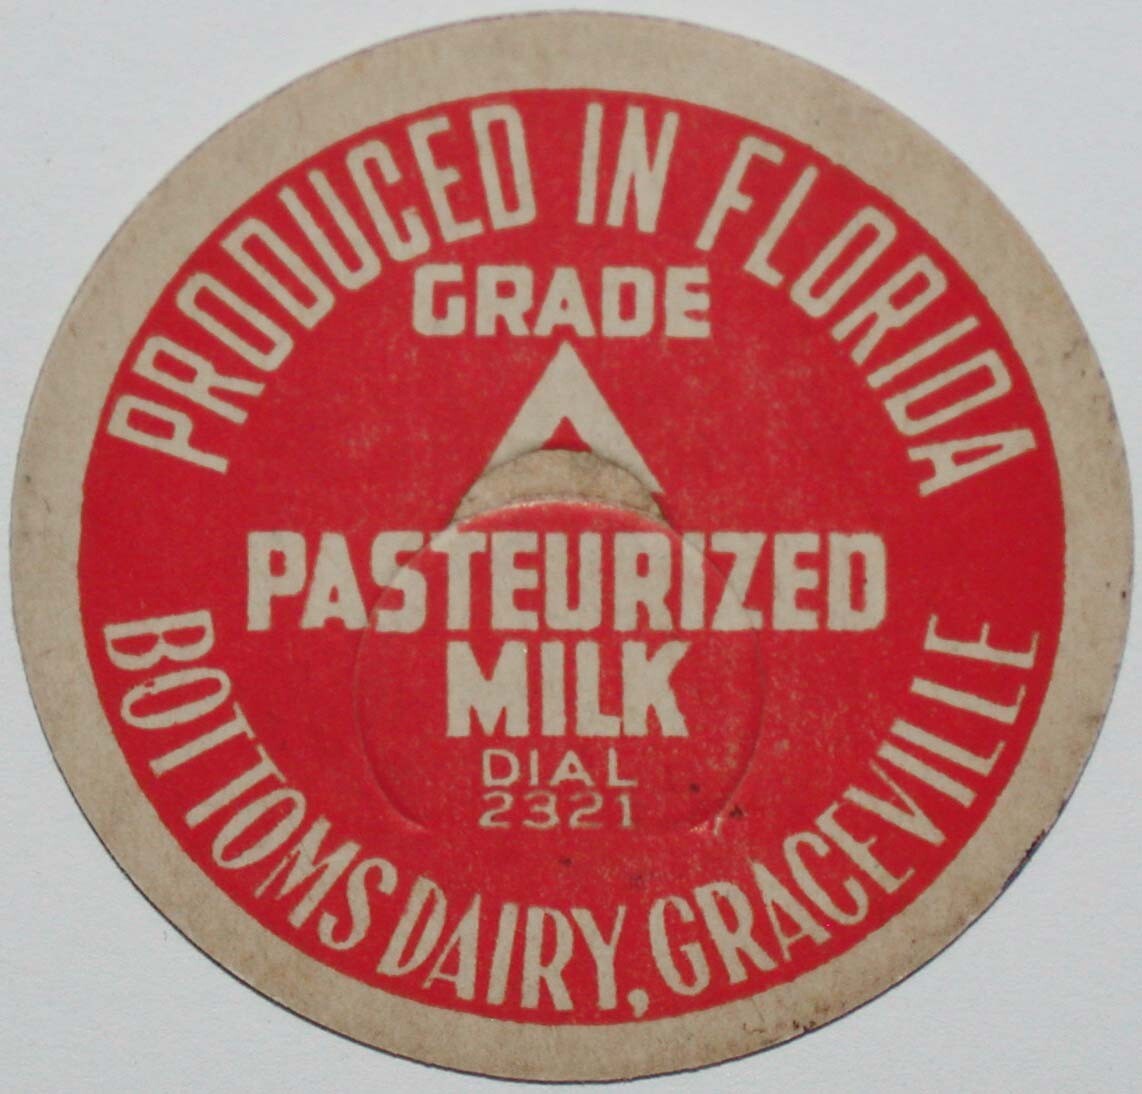 PRODUCED IN FLORIDA
GRADE
A
PASTEURIZED
MILK
DIAL
2321
BOTTOMS DAIRY, GRACEVILLE